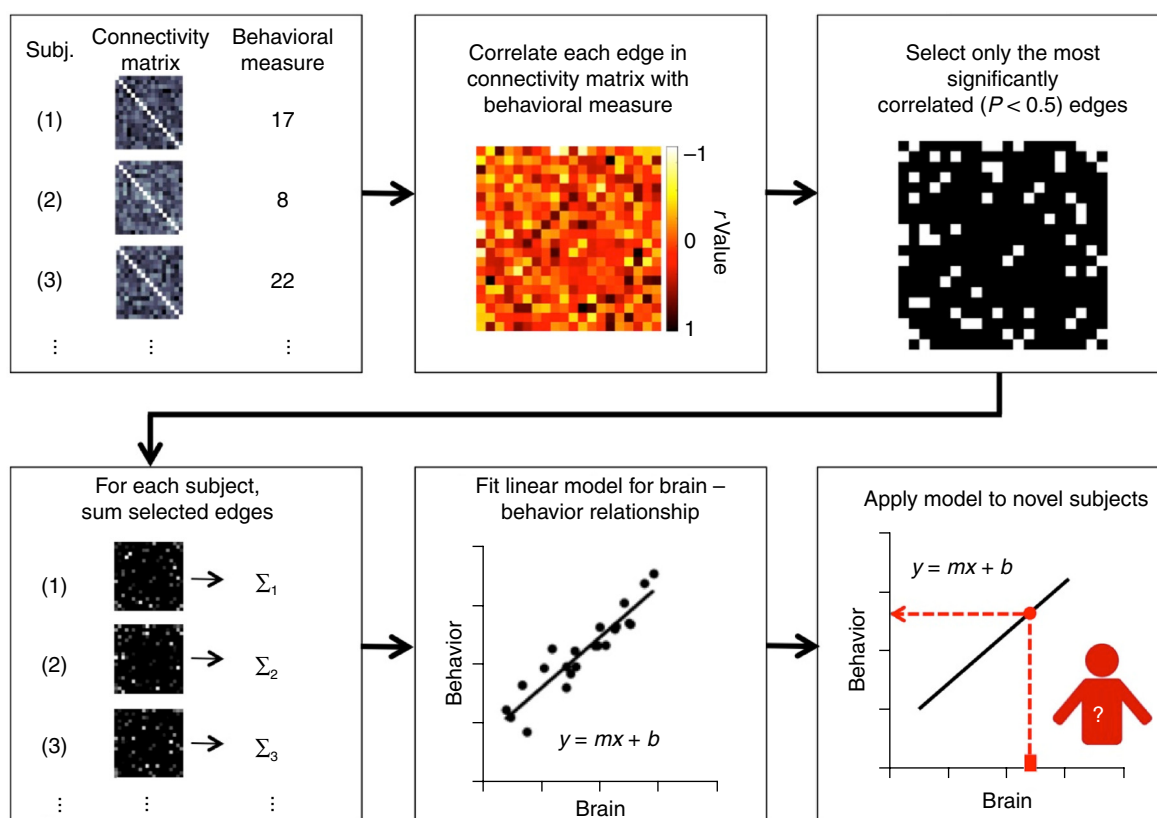 Subj. Connectivity matrix Behavioral measure
(1) 17
(2) 8
(3) 22
⋮ ⋮ ⋮
Correlate each edge in
connectivity matrix with
behavioral measure
–1
0
1
r Value
Select only the most
significantly
correlated (P < 0.5) edges
For each subject,
sum selected edges
(1) Σ1
(2) Σ2
(3) Σ3
⋮ ⋮ ⋮
Fit linear model for brain –
behavior relationship
Behavior
y = mx + b
Brain
Apply model to novel subjects
y = mx + b
Behavior
?
Brain